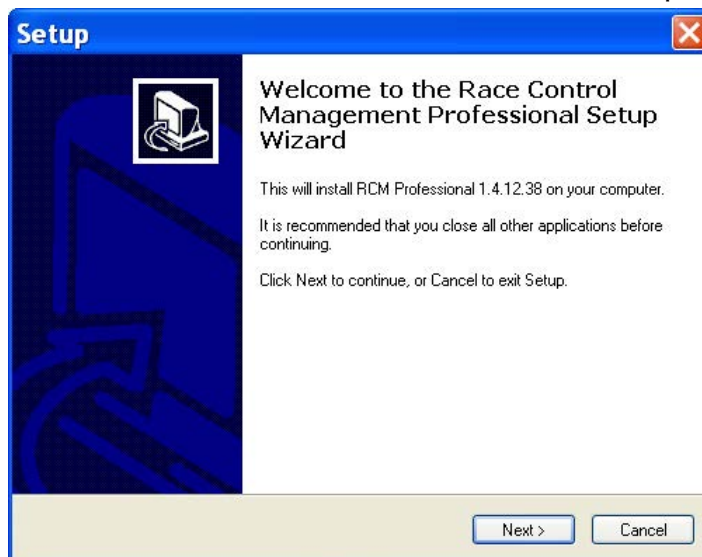 Setup
Welcome to the Race Control
Management Professional Setup
Wizard
This will install RCM Professional 1.4.12.38 on your computer.
It is recommended that you close all other applications before
continuing.
Click Next to continue, or Cancel to exit Setup.
Next >
Cancel